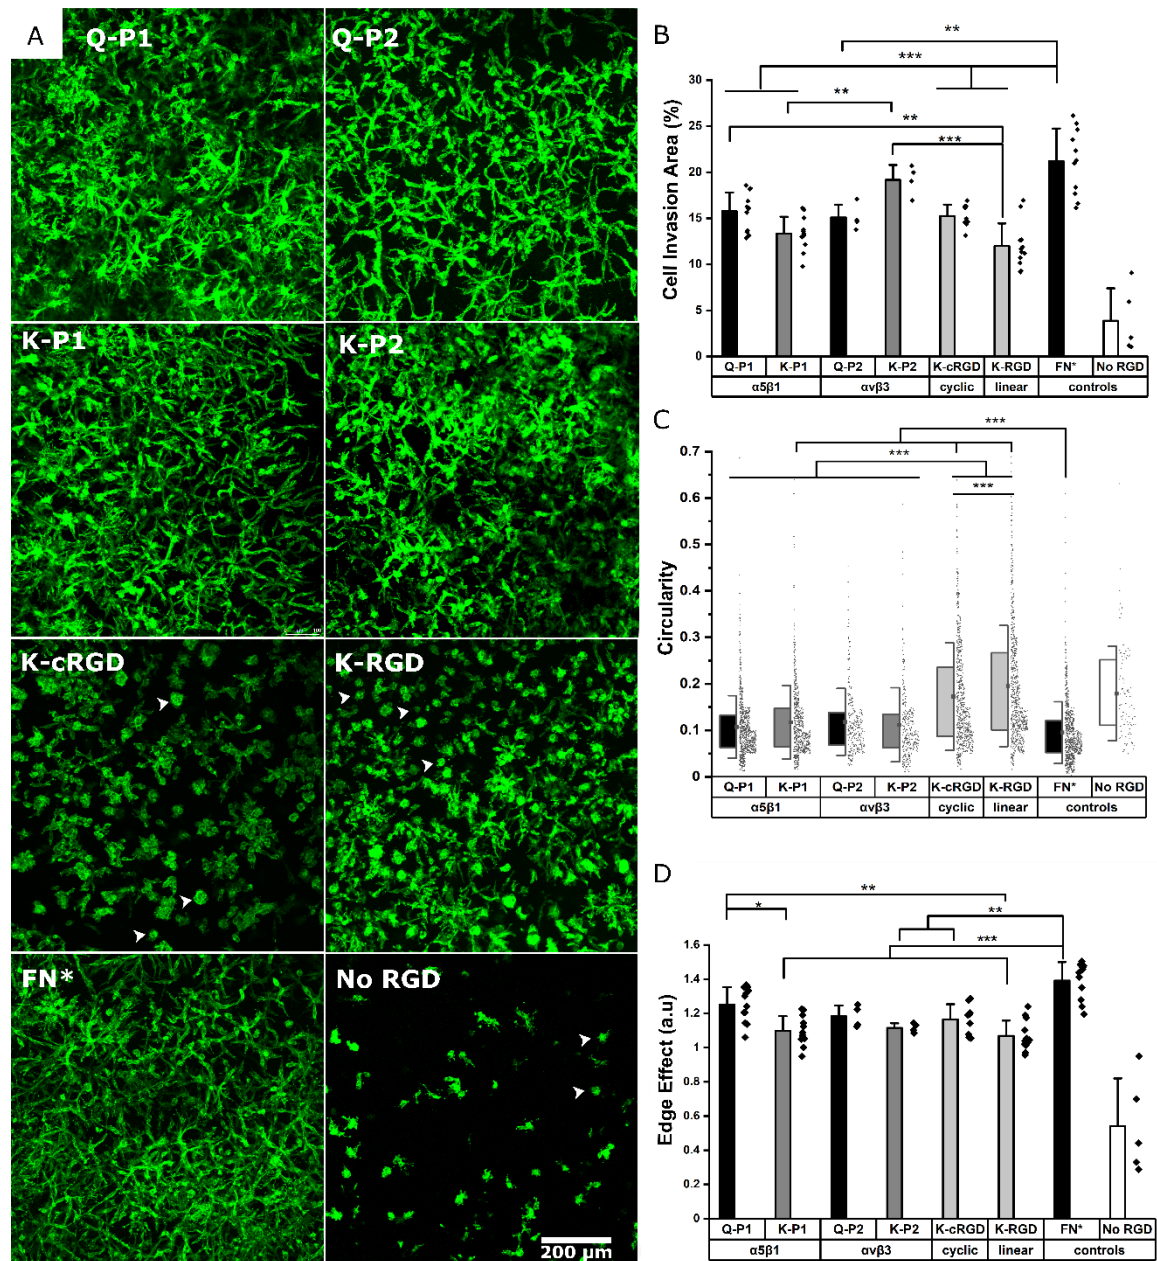 A
Q-P1
Q-P2
K-P1
K-P2
K-cRGD
K-RGD
FN*
No RGD
200 μm
B
**
***
**
**
***
Cell Invasion Area (%)
30
25
20
15
10
5
0
Q-P1 K-P1 Q-P2 K-P2 K-cRGD K-RGD FN* No RGD
α5β1 αvβ3 cyclic linear controls
C
***
***
***
Circularity
0.7
0.6
0.5
0.4
0.3
0.2
0.1
0
Q-P1 K-P1 Q-P2 K-P2 K-cRGD K-RGD FN* No RGD
α5β1 αvβ3 cyclic linear controls
D
**
*
**
***
Edge Effect (a.u)
1.6
1.4
1.2
1
0.8
0.6
0.4
0.2
0
Q-P1 K-P1 Q-P2 K-P2 K-cRGD K-RGD FN* No RGD
α5β1 αvβ3 cyclic linear controls